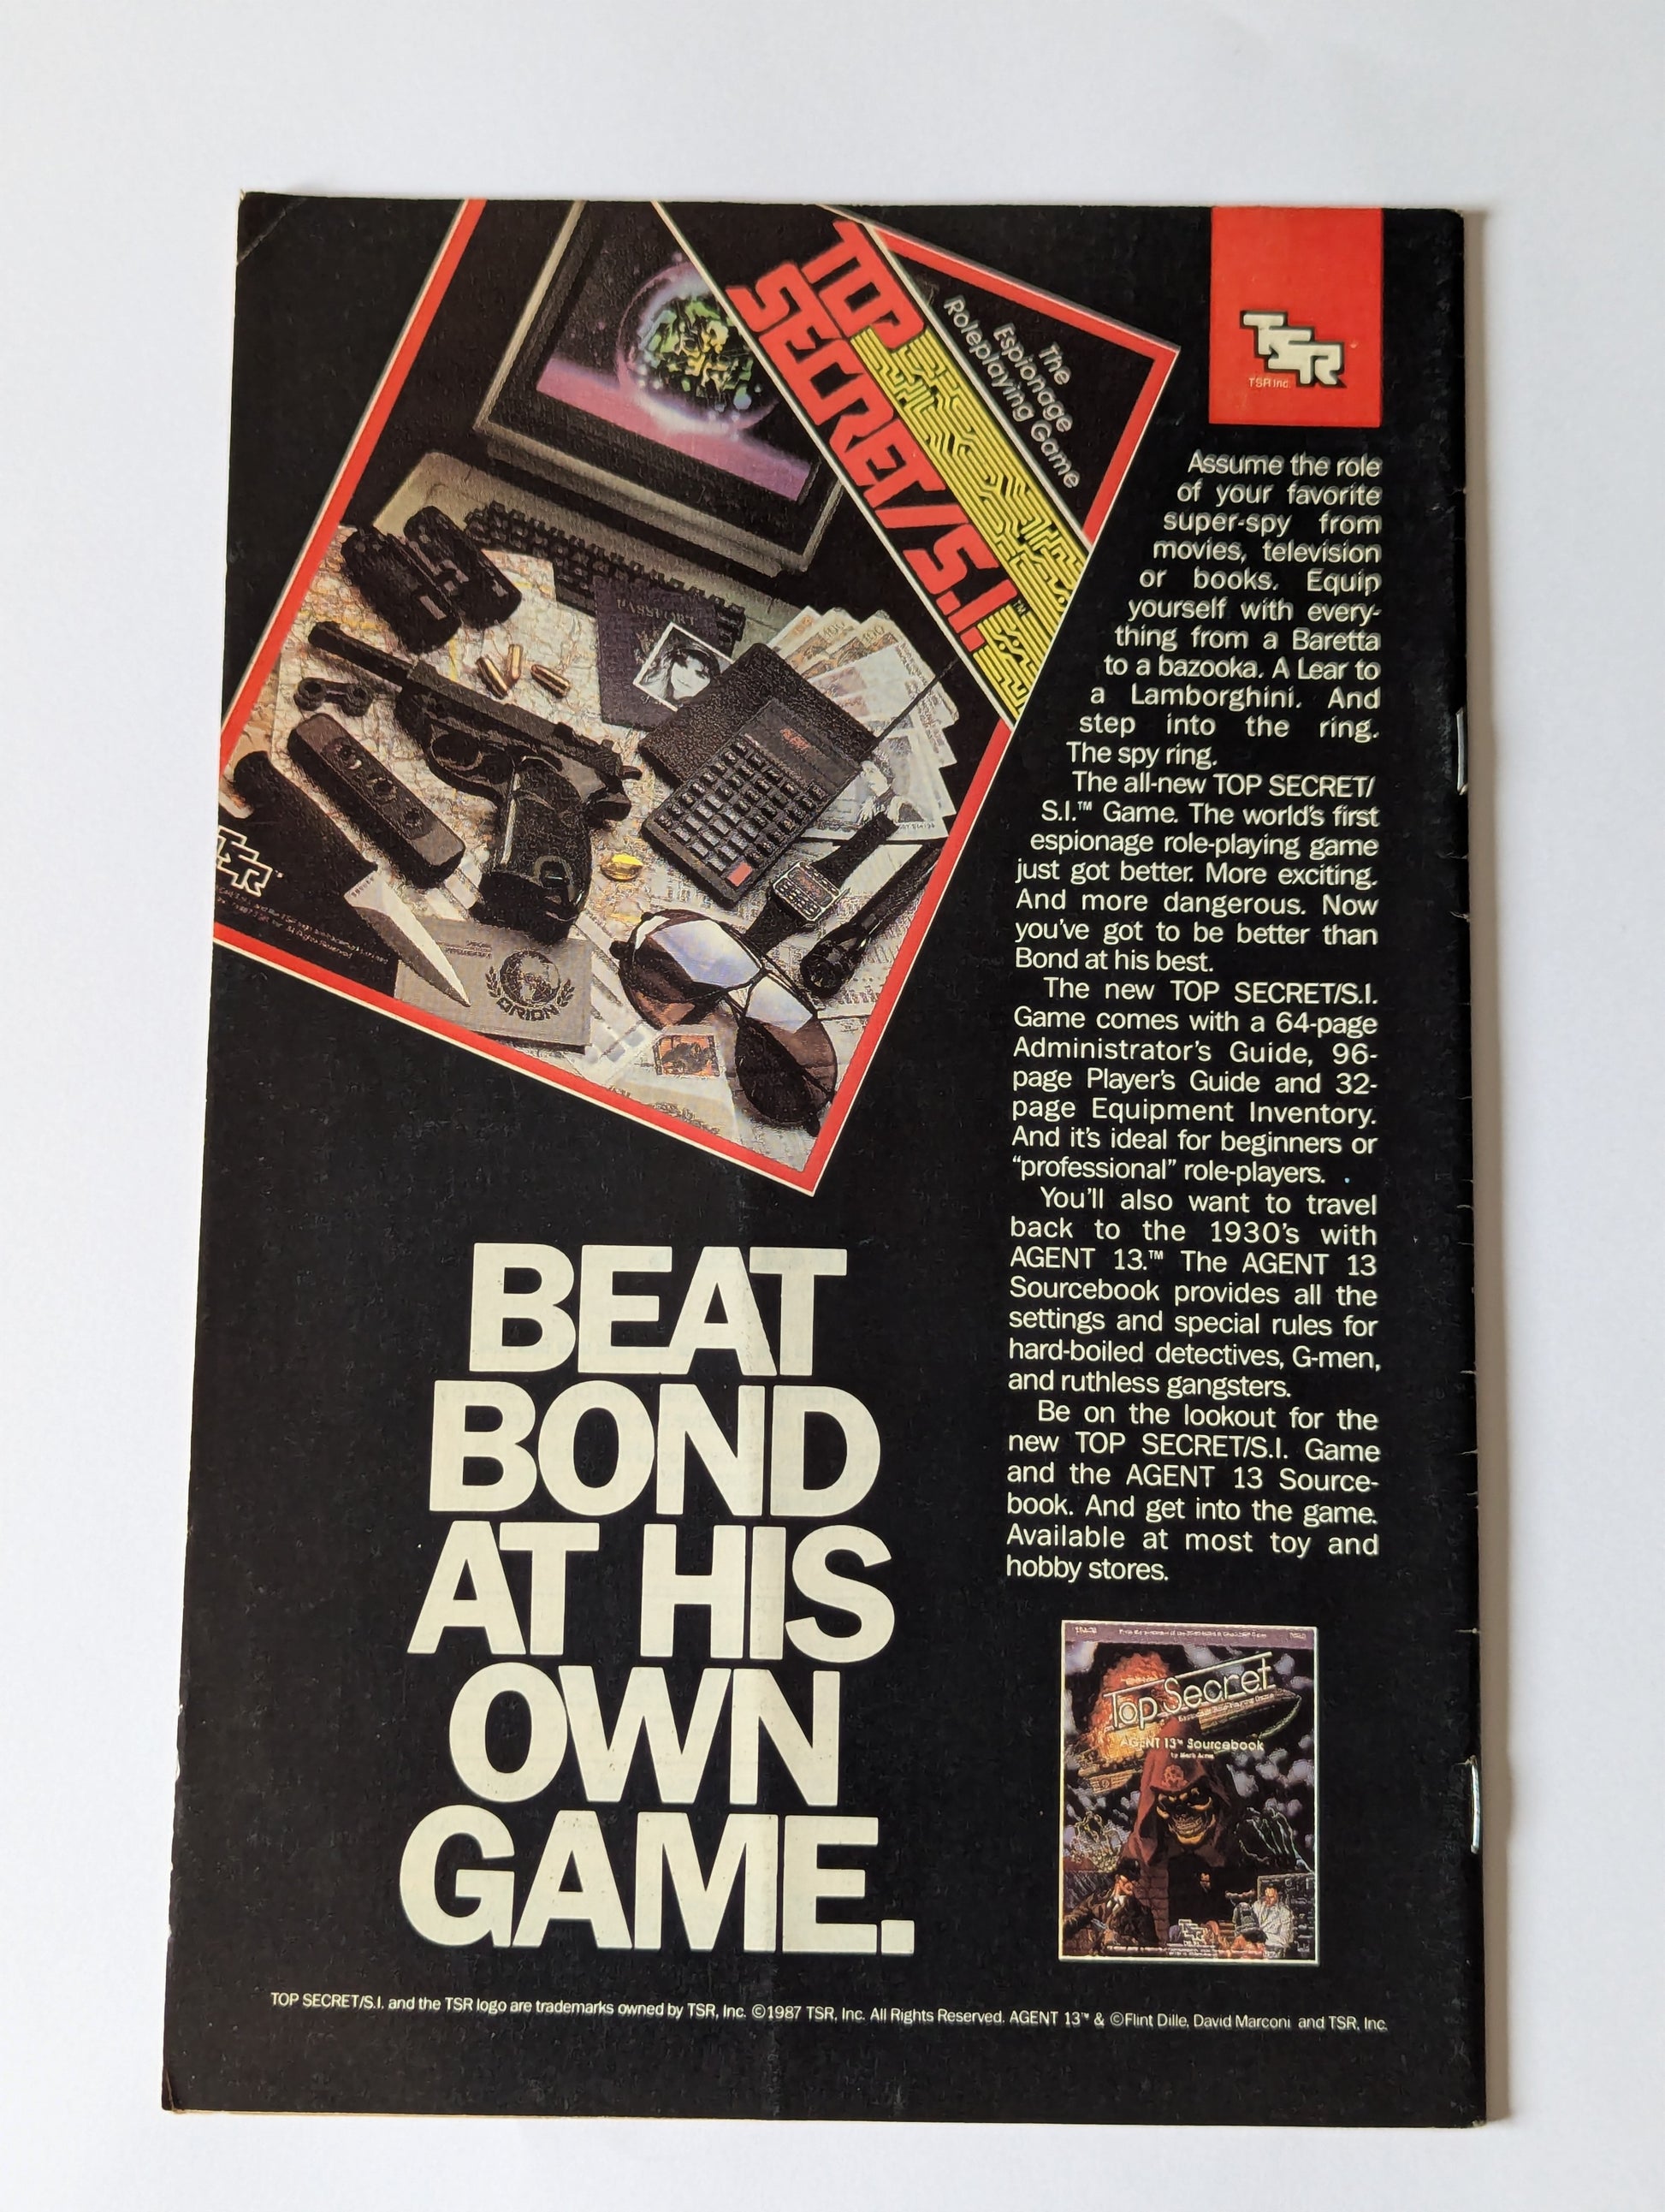 TOP
SECRET/S.I.™
The
Espionage
Roleplaying Game
TSR
TSR Inc.
PASSPORT
100
100
TSR
ORION
Assume the role
of your favorite
super-spy from
movies, television
or books. Equip
yourself with every-
thing from a Baretta
to a bazooka. A Lear to
a Lamborghini. And
step into the ring.
The spy ring.
The all-new TOP SECRET/
S.I.™ Game. The world's first
espionage role-playing game
just got better. More exciting.
And more dangerous. Now
you've got to be better than
Bond at his best.
The new TOP SECRET/S.I.
Game comes with a 64-page
Administrator's Guide, 96-
page Player's Guide and 32-
page Equipment Inventory.
And it's ideal for beginners or
“professional” role-players.
You'll also want to travel
back to the 1930's with
AGENT 13.™ The AGENT 13
Sourcebook provides all the
settings and special rules for
hard-boiled detectives, G-men,
and ruthless gangsters.
Be on the lookout for the
new TOP SECRET/S.I. Game
and the AGENT 13 Source-
book. And get into the game.
Available at most toy and
hobby stores.
BEAT
BOND
AT HIS
OWN
GAME.
Top Secret
AGENT 13™ Sourcebook
TSR
TOP SECRET/S.I. and the TSR logo are trademarks owned by TSR, Inc. ©1987 TSR, Inc. All Rights Reserved. AGENT 13™ & ©Flint Dille, David Marconi and TSR, Inc.